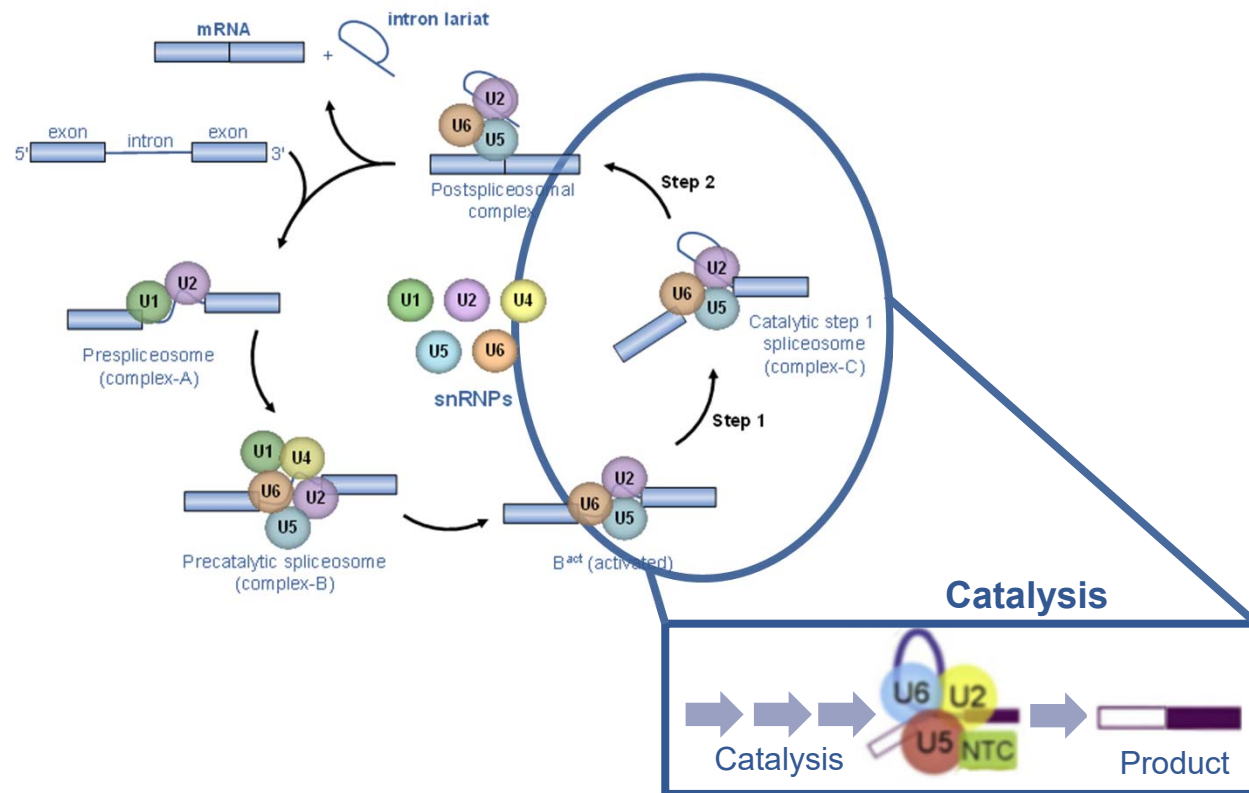 mRNA
+
intron lariat
5'
exon
intron
exon
3'
U2
U6
U5
Postspliceosomal
complex
Step 2
U1
U2
Prespliceosome
(complex-A)
U1
U2
U4
U5
U6
snRNPs
U2
U6
U5
Catalytic step 1
spliceosome
(complex-C)
Step 1
U1
U4
U6
U2
U5
Precatalytic spliceosome
(complex-B)
U2
U6
U5
Bact (activated)
Catalysis
U6
U2
U5
NTC
Catalysis
Product